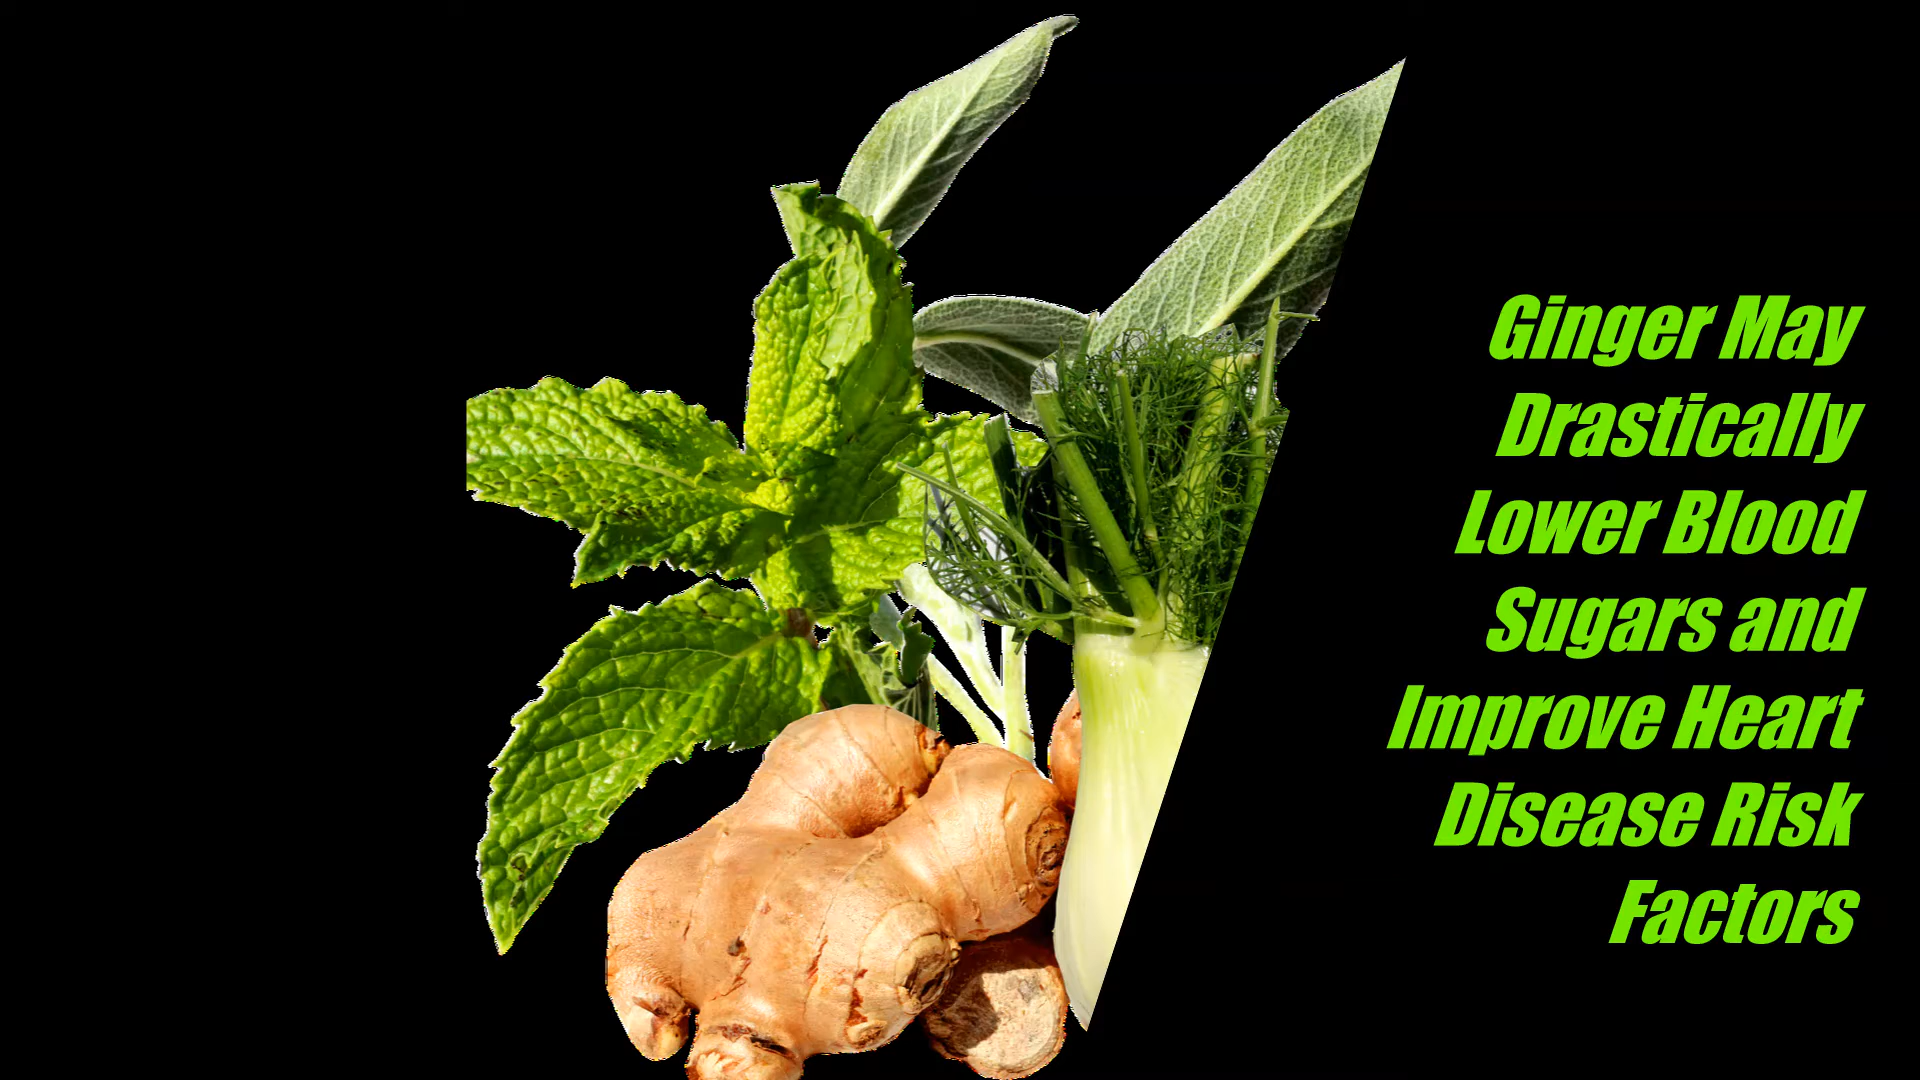 Ginger May
Drastically
Lower Blood
Sugars and
Improve Heart
Disease Risk
Factors